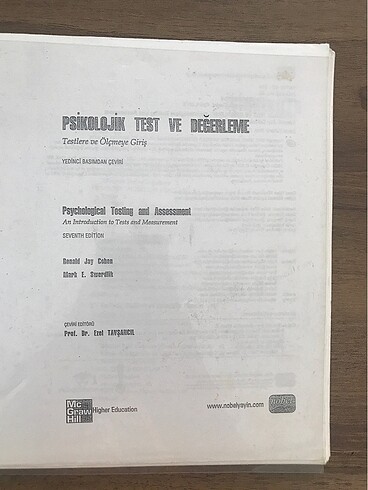 PSİKOLOJİK TEST VE DEĞERLEME
Testlere ve Ölçmeye Giriş
YEDİNCİ BASIMDAN ÇEVİRİ
Psychological Testing and Assessment
An Introduction to Tests and Measurement
SEVENTH EDITION
Ronald Jay Cohen
Mark E. Swerdlik
ÇEVİRİ EDİTÖRÜ
Prof. Dr. Ezel TAVŞANCIL
Mc
Graw
Hill
Higher Education
www.nobelyayin.com
nobel